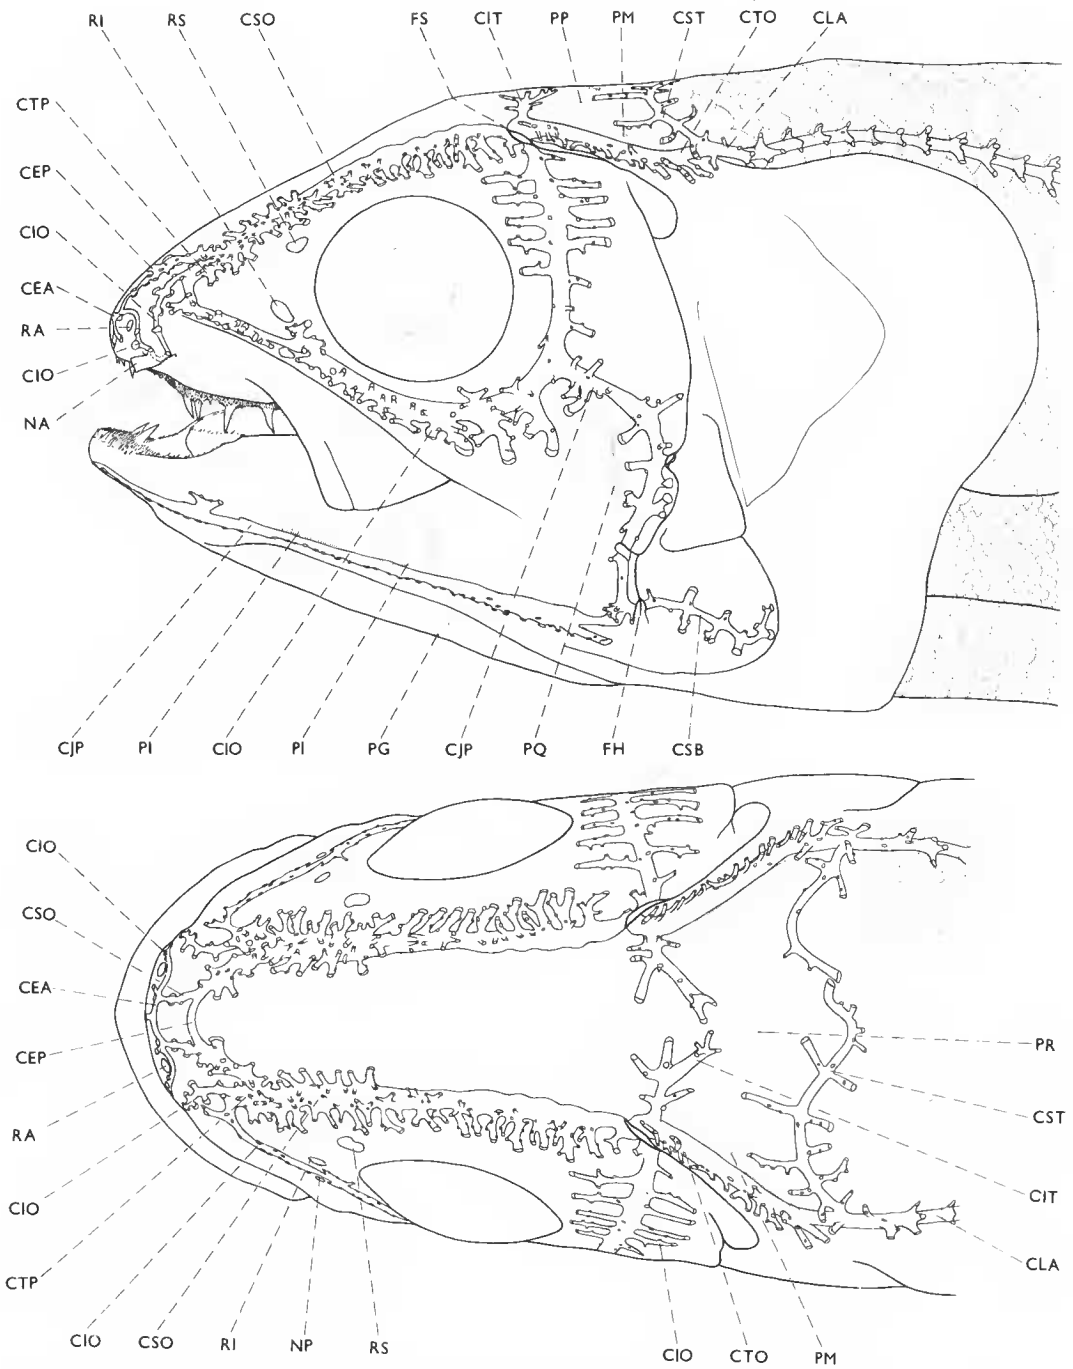 RI RS CSO FS CIT PP PM CST CTO CLA
CTP
CEP
CIO
CEA
RA
CIO
NA
CJP PI CIO PI PG CJP PQ FH CSB
CIO
CSO
CEA
CEP
PR
RA
CST
CIO
CIT
CLA
CTP
CIO CSO RI NP RS CIO CTO PM